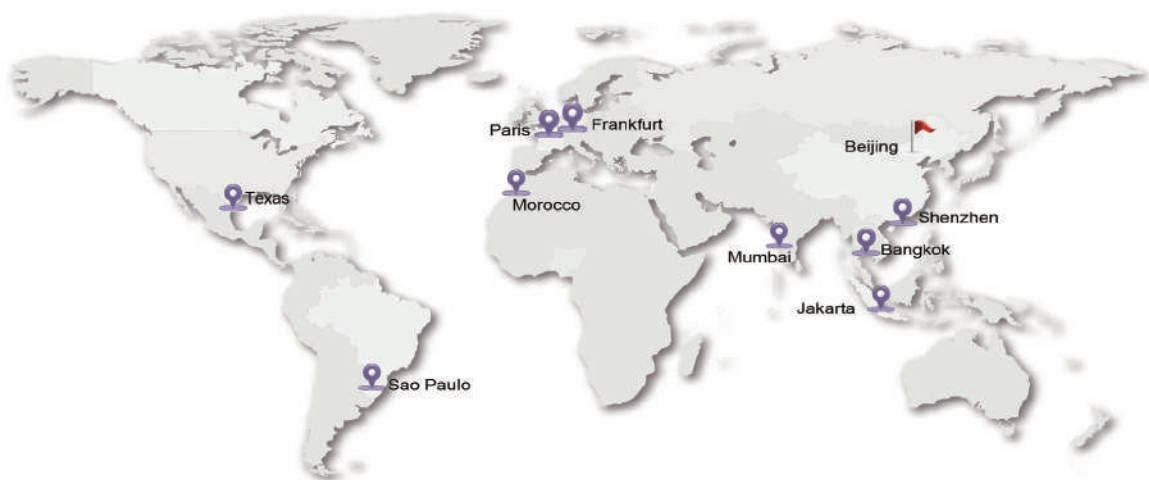 Paris
Frankfurt
Beijing
Texas
Morocco
Shenzhen
Mumbai
Bangkok
Jakarta
Sao Paulo